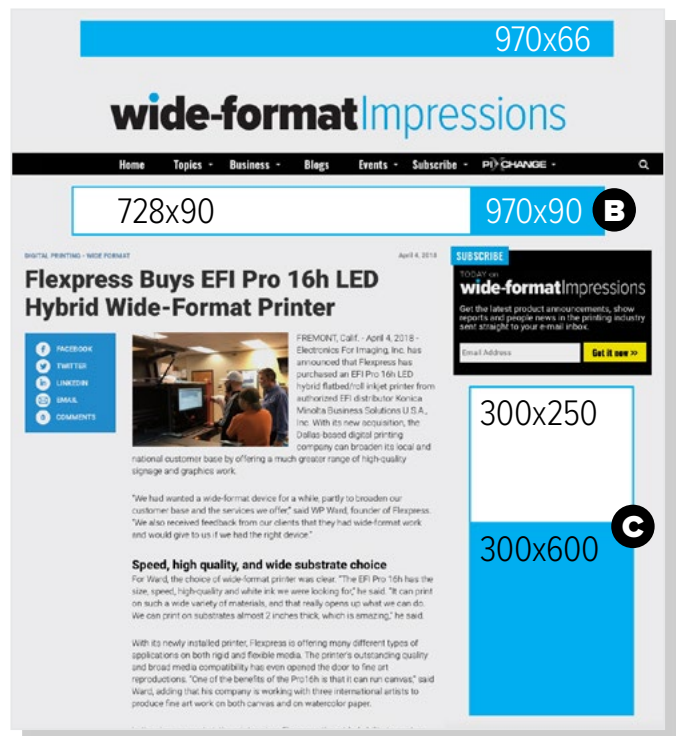 970x66
wide-formatImpressions
Home Topics Business Blogs Events Subscribe PIXCHANGE
728x90 970x90 B
DIGITAL PRINTING - WIDE FORMAT April 4, 2018
Flexpress Buys EFI Pro 16h LED
Hybrid Wide-Format Printer
SUBSCRIBE
TODAY on
wide-formatImpressions
Get the latest product announcements, show
reports and people news in the printing industry
sent straight to your e-mail inbox.
Email Address Get it now >>
FACEBOOK
TWITTER
LINKEDIN
EMAIL
COMMENTS
FREMONT, Calif. - April 4, 2018 -
Electronics For Imaging, Inc. has
announced that Flexpress has
purchased an EFI Pro 16h LED
hybrid flatbed/roll inkjet printer from
authorized EFI distributor Konica
Minolta Business Solutions U.S.A.,
Inc. With its new acquisition, the
Dallas-based digital printing
company can broaden its local and
national customer base by offering a much greater range of high-quality
signage and graphics work.
"We had wanted a wide-format device for a while, partly to broaden our
customer base and the services we offer," said WP Ward, founder of Flexpress.
"We also received feedback from our clients that they had wide-format work
and would give to us if we had the right device."
Speed, high quality, and wide substrate choice
For Ward, the choice of wide-format printer was clear. "The EFI Pro 16h has the
size, speed, high-quality and white ink we were looking for," he said. "It can print
on such a wide variety of materials, and that really opens up what we can do.
We can print on substrates almost 2 inches thick, which is amazing," he said.
With its newly installed printer, Flexpress is offering many different types of
applications on both rigid and flexible media. The printer's outstanding quality
and broad media compatibility has even opened the door to fine art
reproductions. "One of the benefits of the Pro16h is that it can run canvas," said
Ward, adding that his company is working with three international artists to
produce fine art work on both canvas and on watercolor paper.
300x250
300x600
C